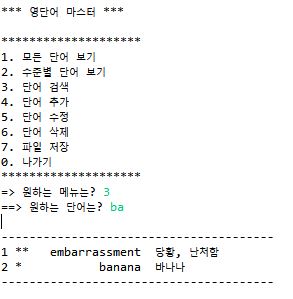 *** 영단어 마스터 ***
********************
1. 모든 단어 보기
2. 수준별 단어 보기
3. 단어 검색
4. 단어 추가
5. 단어 수정
6. 단어 삭제
7. 파일 저장
0. 나가기
********************
=> 원하는 메뉴는? 3
==> 원하는 단어는? ba
---------------------------------------
1 ** embarrassment 당황, 난처함
2 * banana 바나나
---------------------------------------